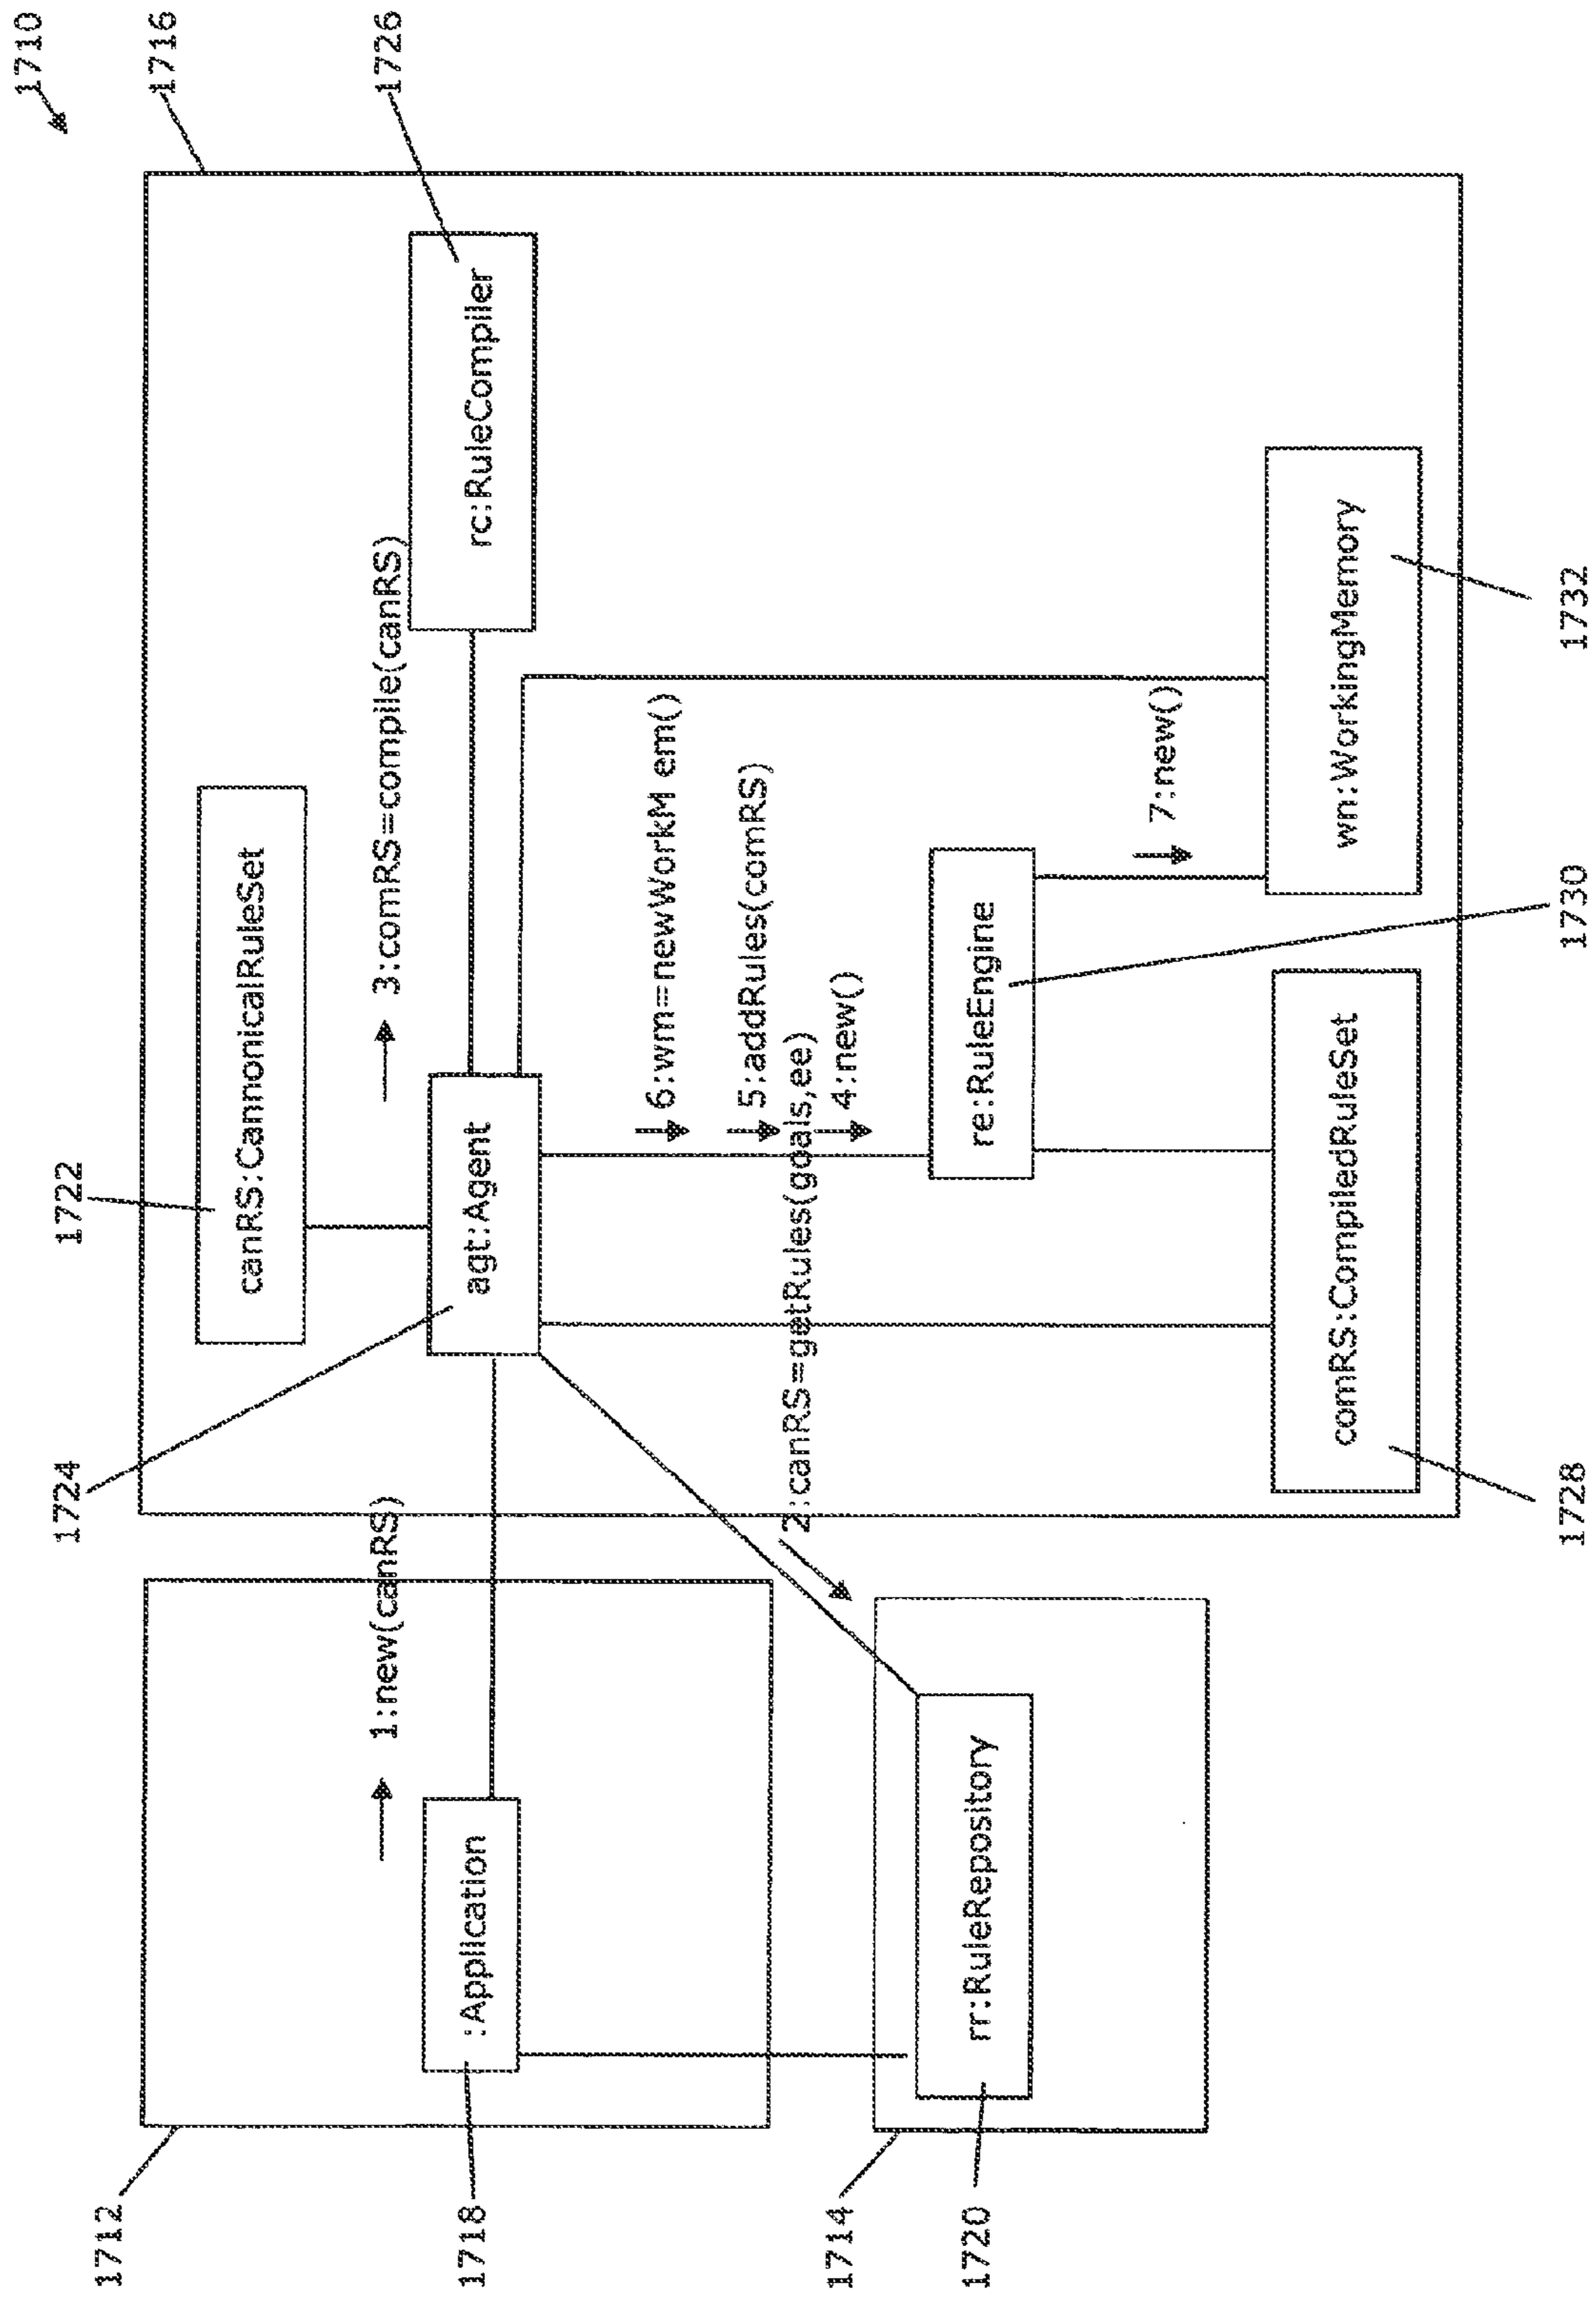 1710
1716
1726
1722
canRS:CannonicalRuleSet
1724
3:comRS=compile(canRS)
rc:RuleCompiler
1712
1:new(canRS)
agt:Agent
1718
:Application
6:wm=newWorkM em()
5:addRules(comRS)
2:canRS=getRules(goals,ee)
4:new()
1714
1720
rr:RuleRepository
re:RuleEngine
7:new()
comRS:CompiledRuleSet
wn:WorkingMemory
1728
1730
1732